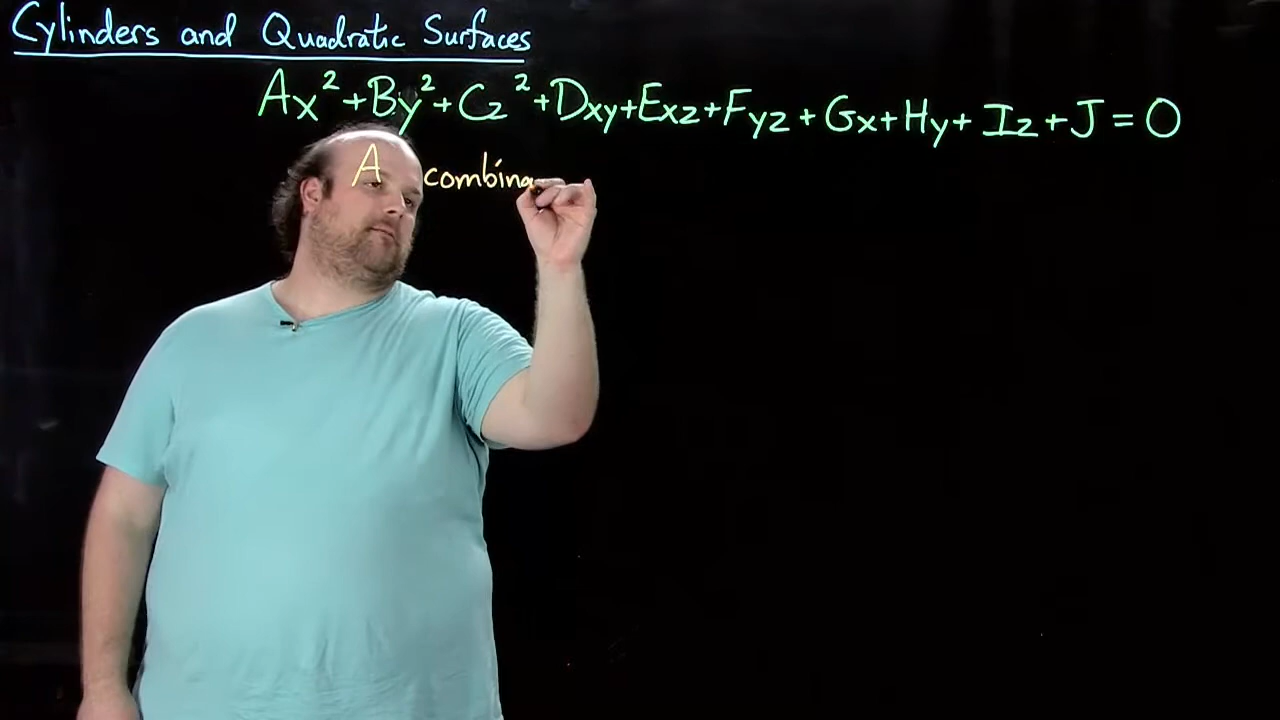 Cylinders and Quadratic Surfaces
Ax² + By² + Cz² + Dxy + Exz + Fyz + Gx + Hy + Iz + J = 0
A combina